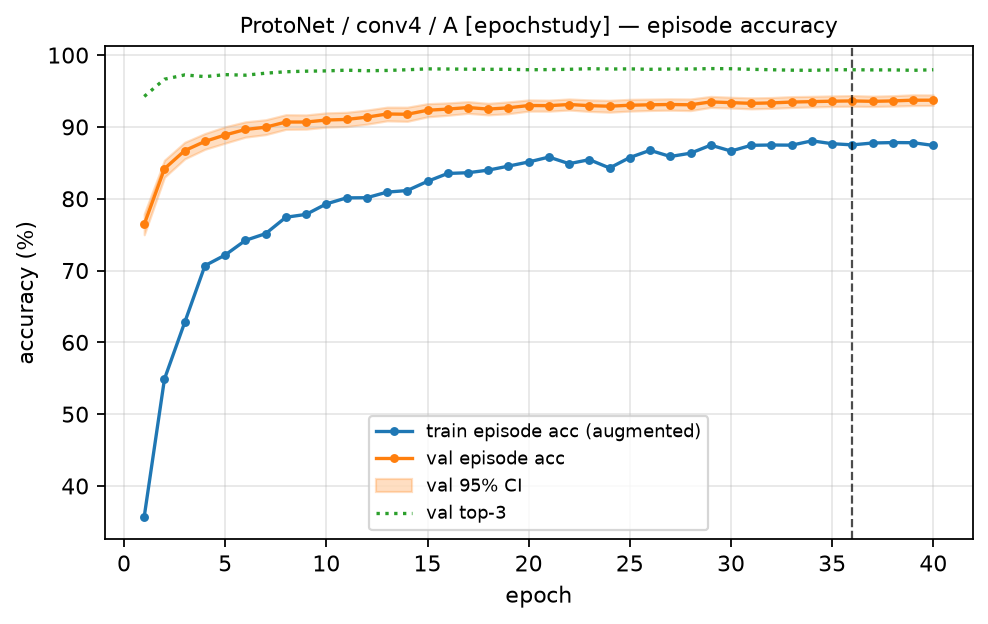 ProtoNet / conv4 / A [epochstudy] — episode accuracy
accuracy (%)
100
90
80
70
60
50
40
train episode acc (augmented)
val episode acc
val 95% CI
val top-3
0 5 10 15 20 25 30 35 40
epoch